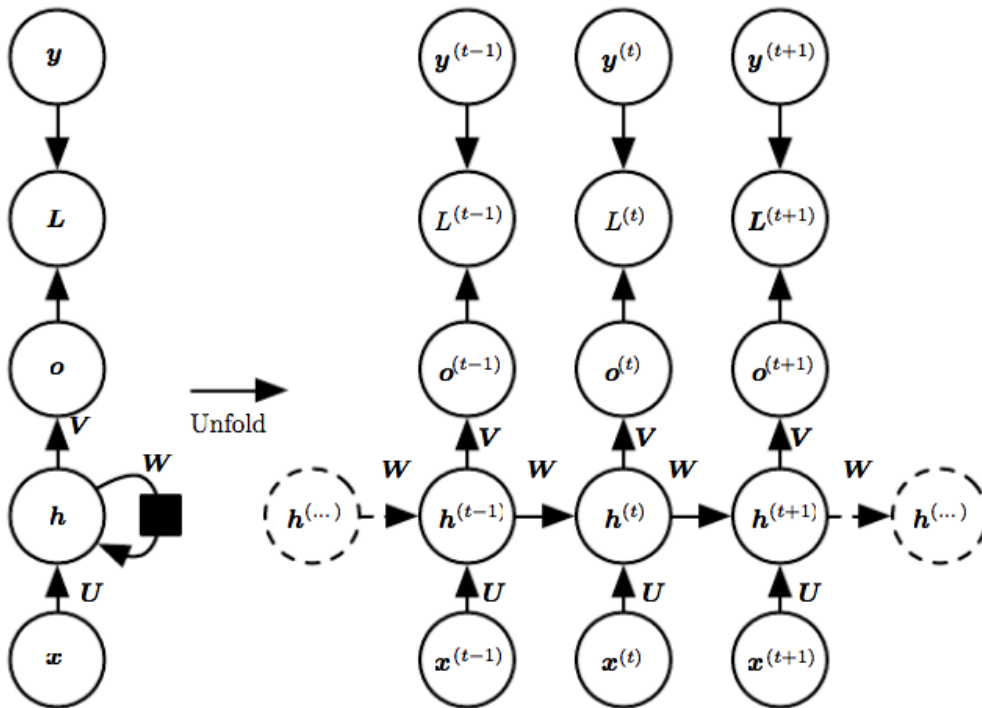 y
L
o
V
W
h
U
x
Unfold
y^(t−1) y^(t) y^(t+1)
L^(t−1) L^(t) L^(t+1)
o^(t−1) o^(t) o^(t+1)
V V V
W W W W
h^(...) h^(t−1) h^(t) h^(t+1) h^(...)
U U U
x^(t−1) x^(t) x^(t+1)